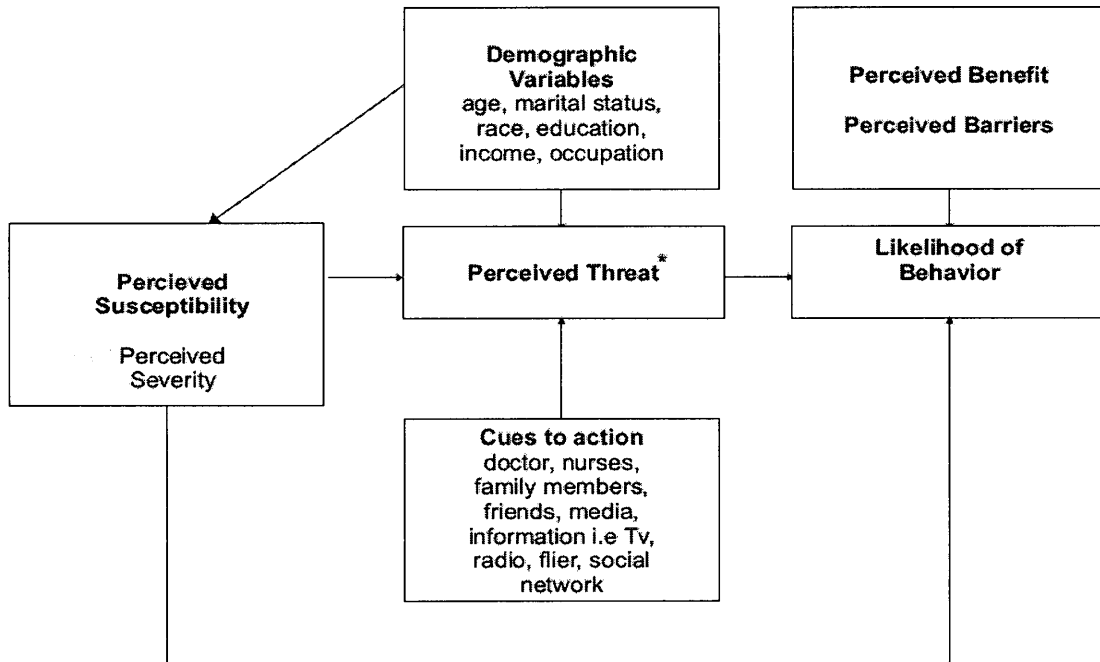 Demographic
Variables
age, marital status,
race, education,
income, occupation
Perceived Benefit
Perceived Barriers
Percieved
Susceptibility
Perceived
Severity
Perceived Threat*
Likelihood of
Behavior
Cues to action
doctor, nurses,
family members,
friends, media,
information i.e Tv,
radio, flier, social
network